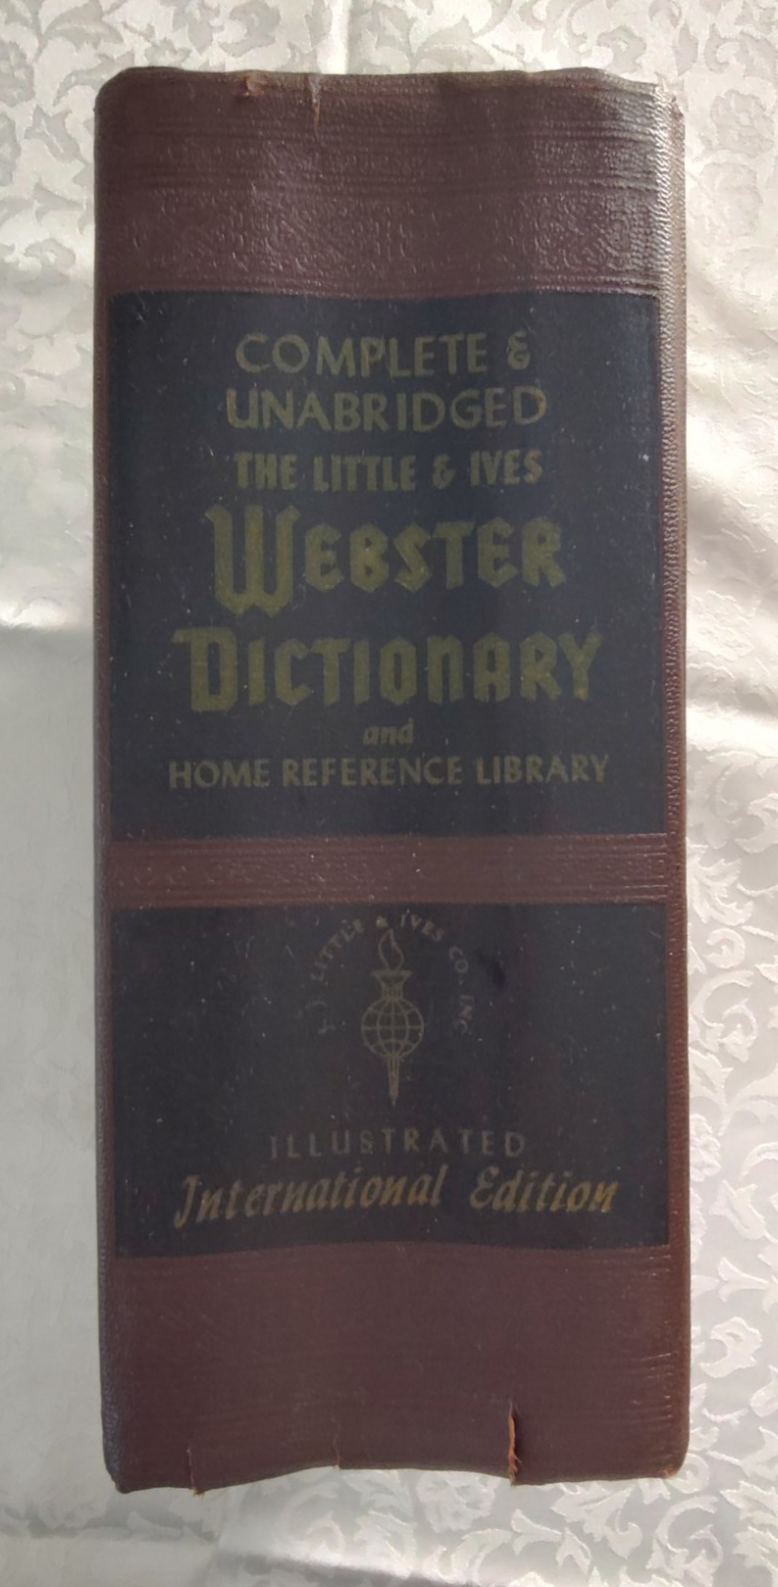 COMPLETE &
UNABRIDGED
THE LITTLE & IVES
WEBSTER
DICTIONARY
and
HOME REFERENCE LIBRARY
J. J. LITTLE & IVES CO., INC
ILLUSTRATED
International Edition